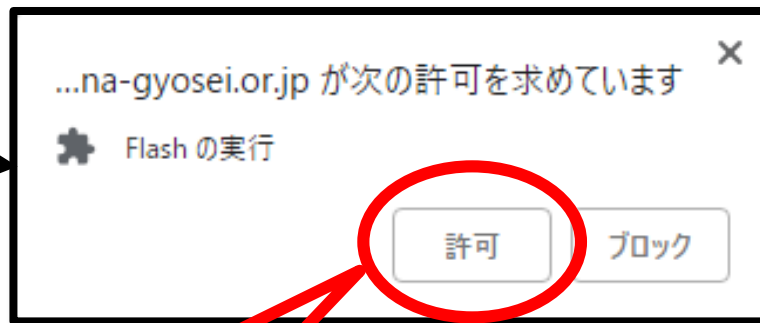 ...na-gyosei.or.jp が次の許可を求めています
Flash の実行
許可 ブロック